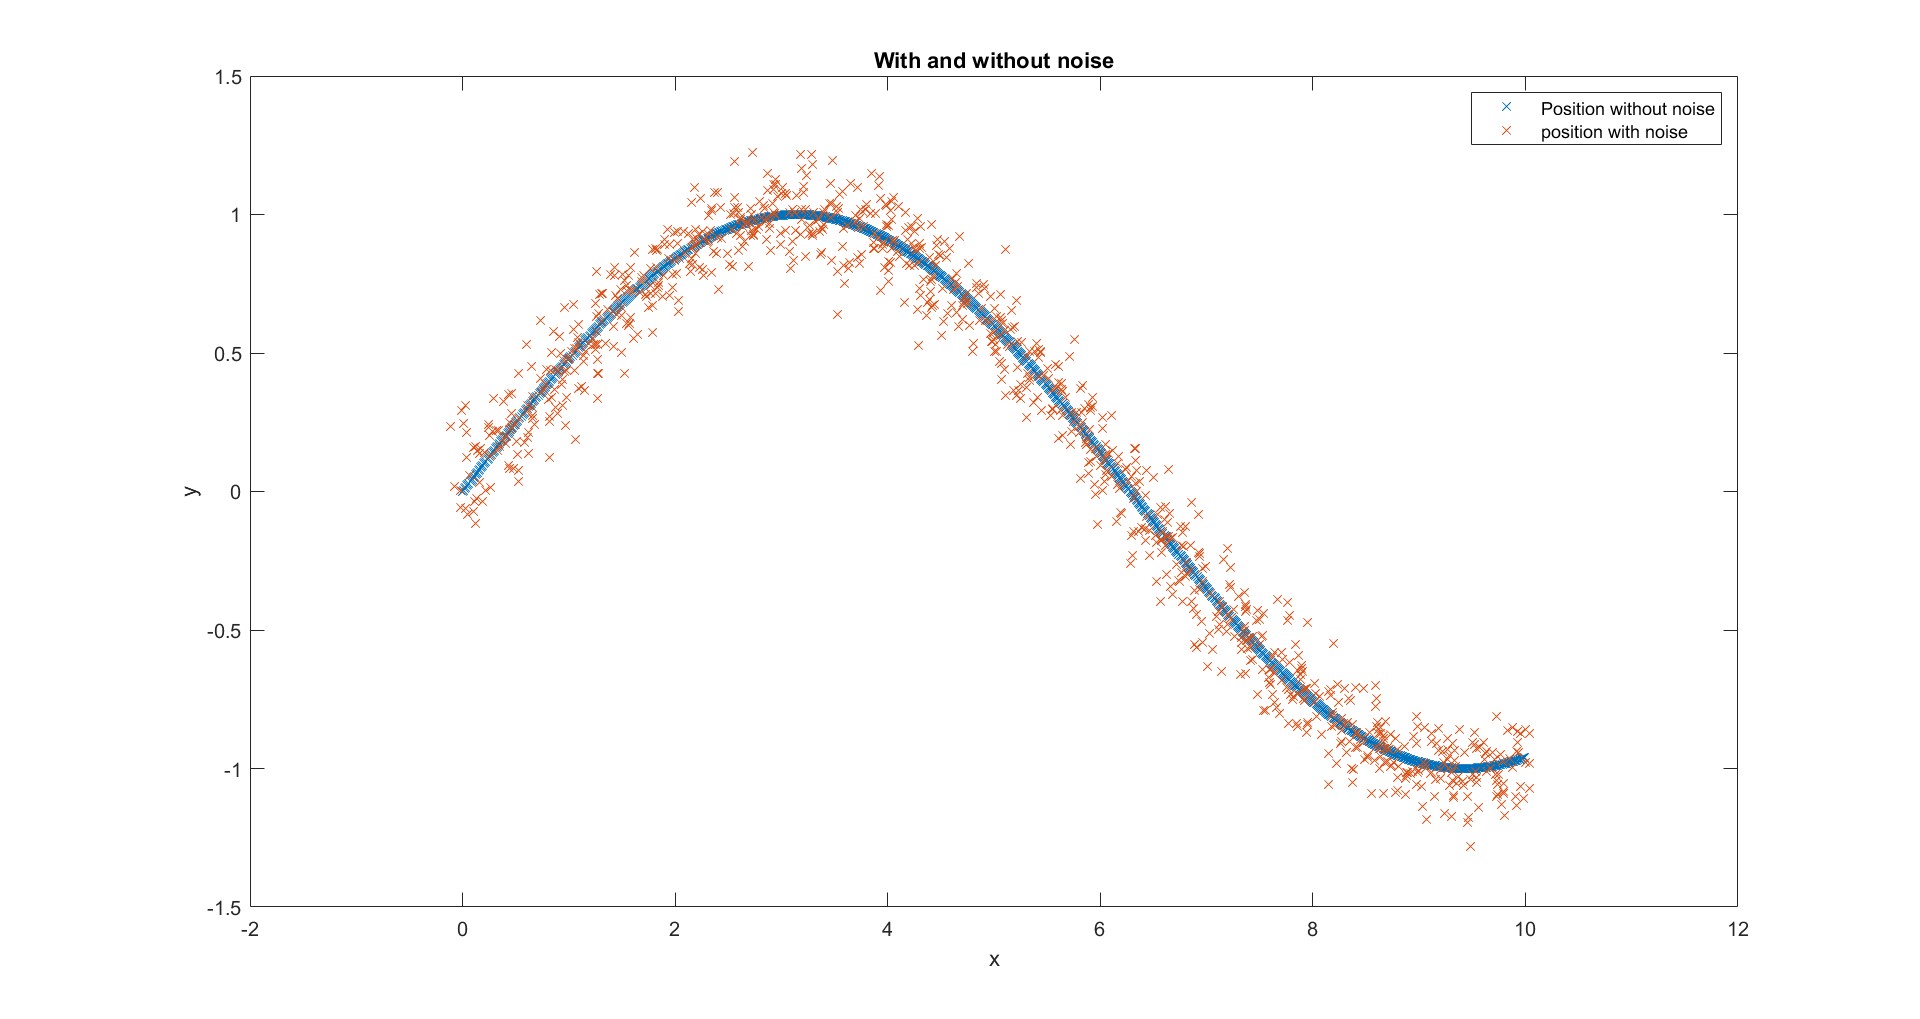 With and without noise
1.5
1
0.5
0
-0.5
-1
-1.5
y
Position without noise
position with noise
-2 0 2 4 6 8 10 12
x